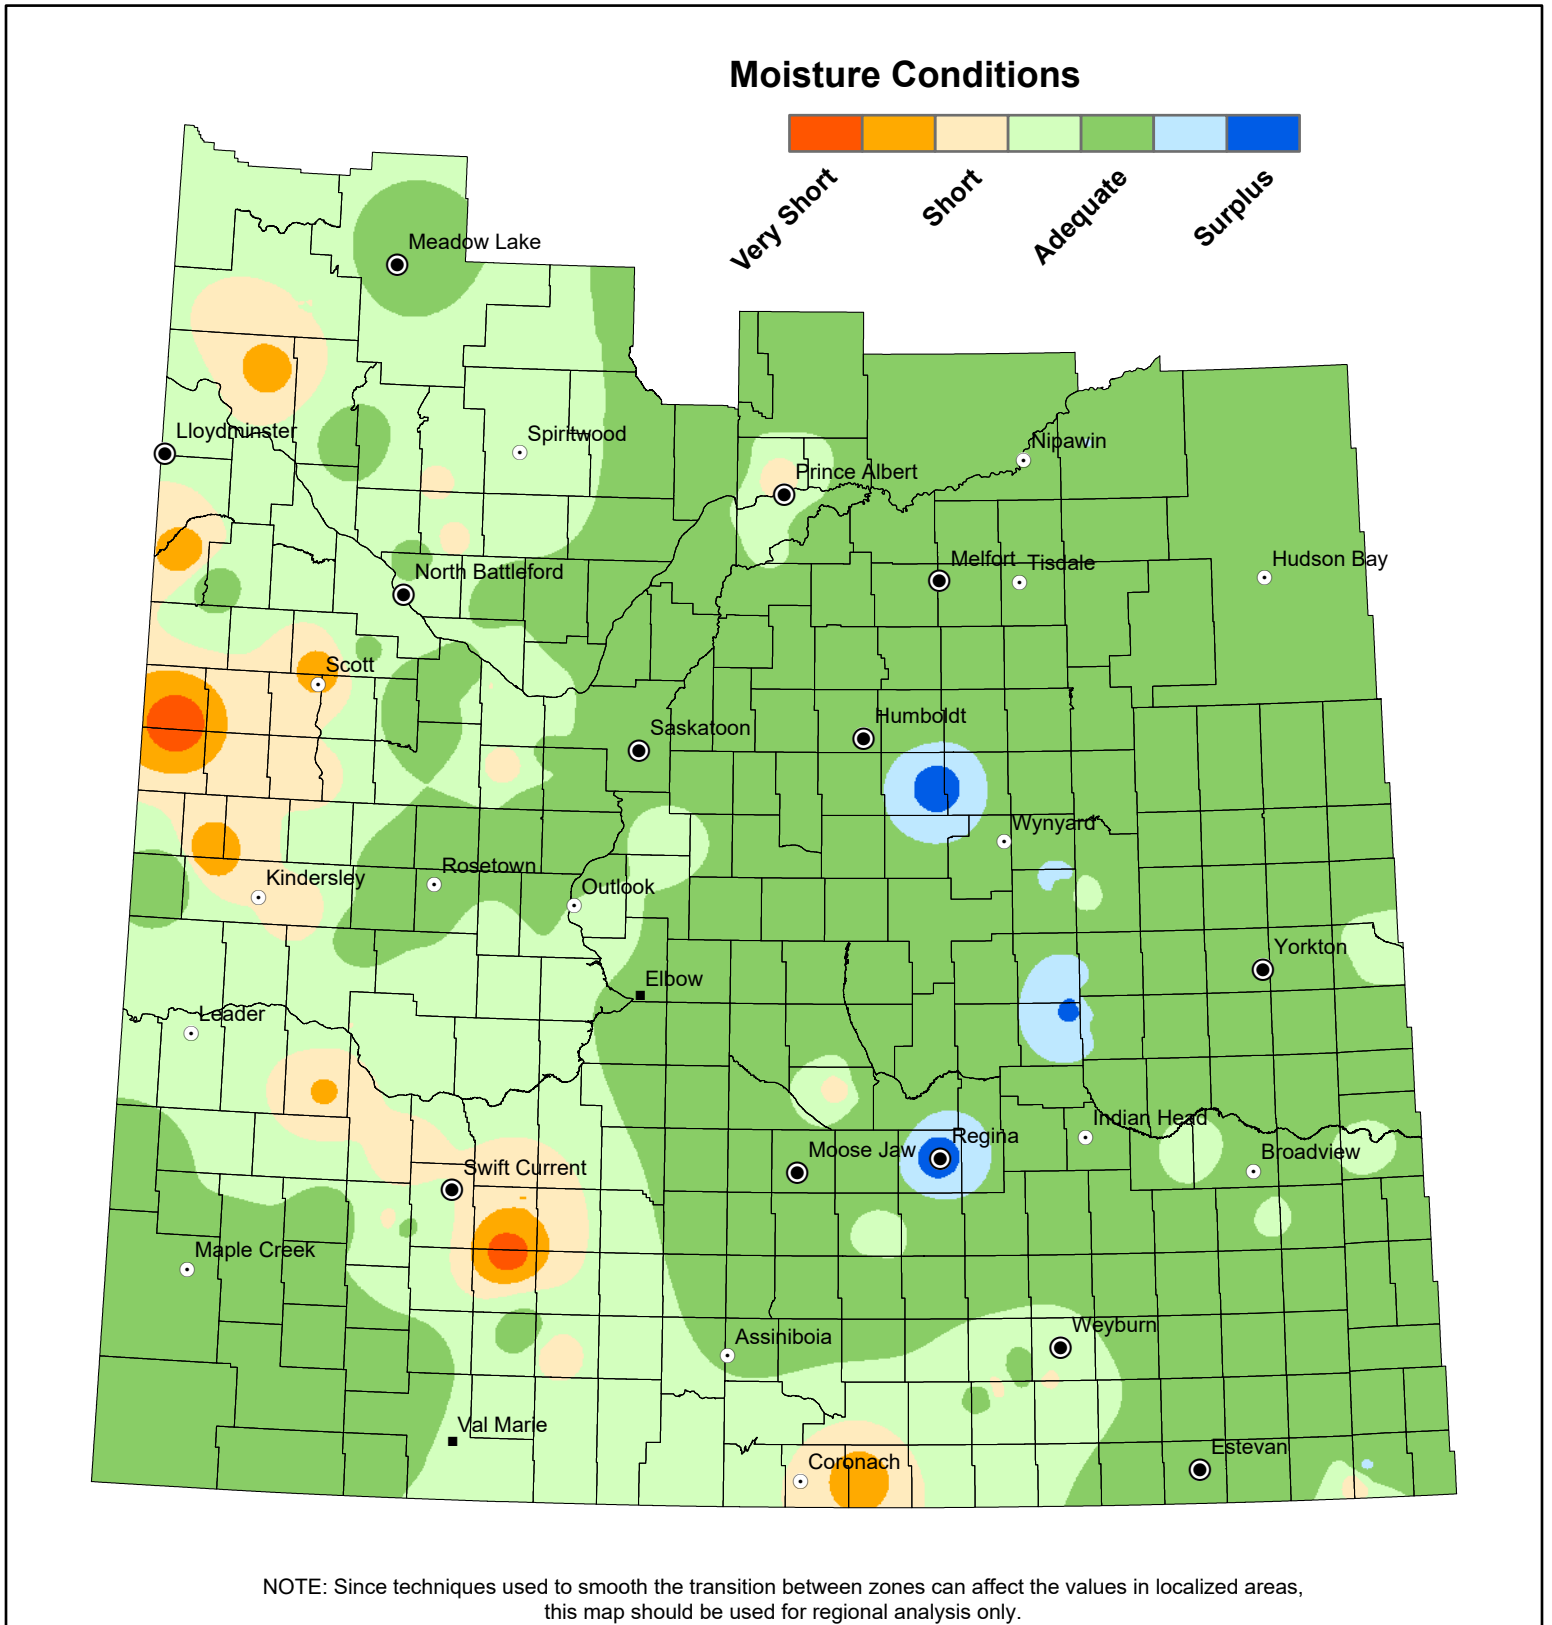 Moisture Conditions
Very Short
Short
Adequate
Surplus
Meadow Lake
Lloydminster
Spiritwood
Nipawin
Prince Albert
Melfort
Tisdale
Hudson Bay
North Battleford
Scott
Saskatoon
Humboldt
Wynyard
Rosetown
Kindersley
Outlook
Yorkton
Elbow
Leader
Indian Head
Regina
Moose Jaw
Broadview
Swift Current
Maple Creek
Weyburn
Assiniboia
Val Marie
Estevan
Coronach
NOTE: Since techniques used to smooth the transition between zones can affect the values in localized areas,
this map should be used for regional analysis only.